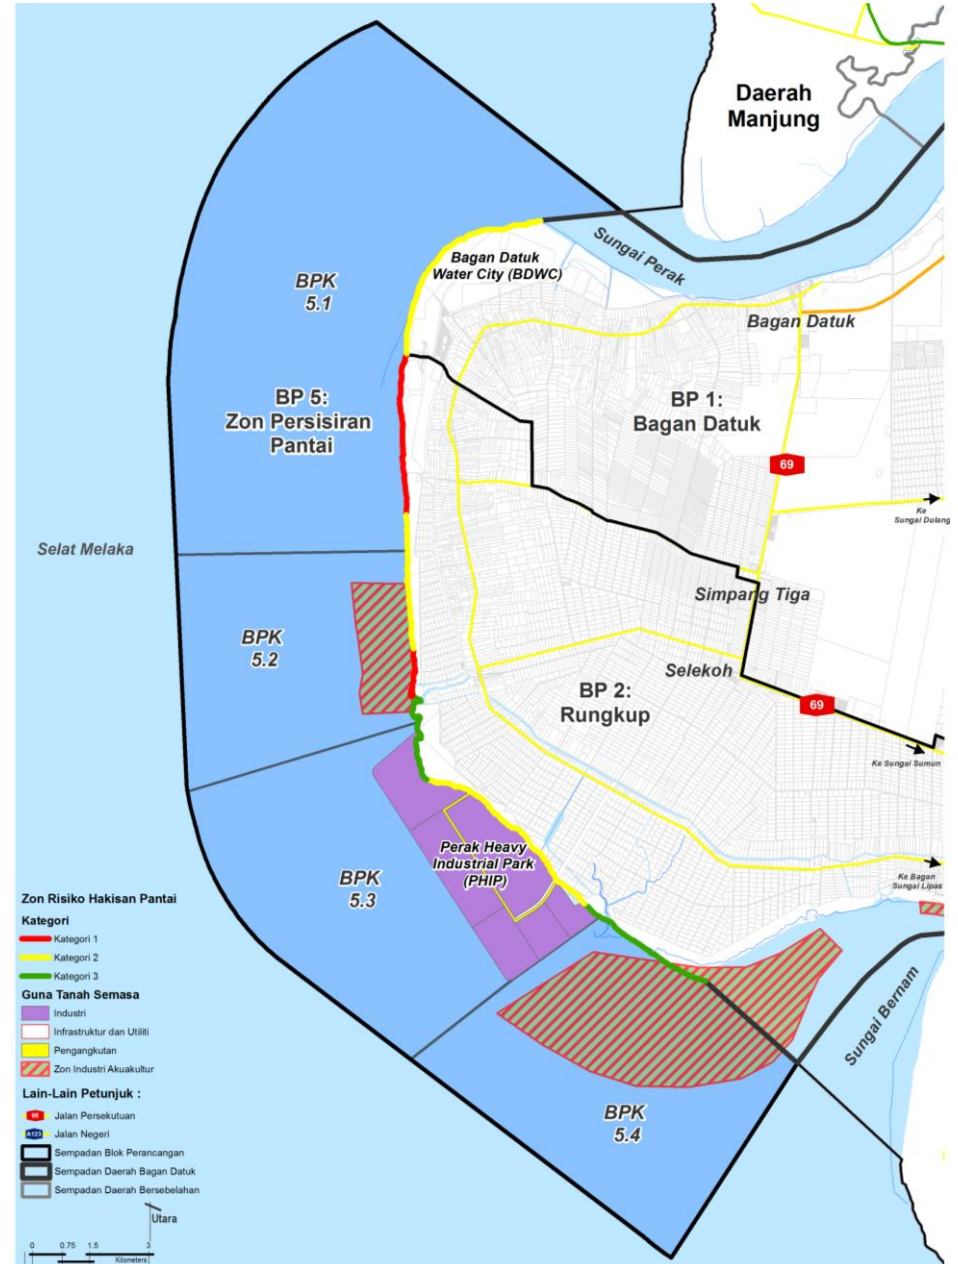 Daerah
Manjung
Sungai Perak
Bagan Datuk
Water City (BDWC)
BPK
5.1
Bagan Datuk
BP 5:
Zon Persisiran
Pantai
BP 1:
Bagan Datuk
69
Ke
Sungai Dulang
Selat Melaka
Simpang Tiga
BPK
5.2
Selekoh
BP 2:
Rungkup
69
Ke Sungai Sumun
Perak Heavy
Industrial Park
(PHIP)
BPK
5.3
Ke Bagan
Sungai Lipas
Sungai Bernam
BPK
5.4
Zon Risiko Hakisan Pantai
Kategori
Kategori 1
Kategori 2
Kategori 3
Guna Tanah Semasa
Industri
Infrastruktur dan Utiliti
Pengangkutan
Zon Industri Akuakultur
Lain-Lain Petunjuk :
69 Jalan Persekutuan
A123 Jalan Negeri
Sempadan Blok Perancangan
Sempadan Daerah Bagan Datuk
Sempadan Daerah Bersebelahan
Utara
0 0.75 1.5 3
Kilometers